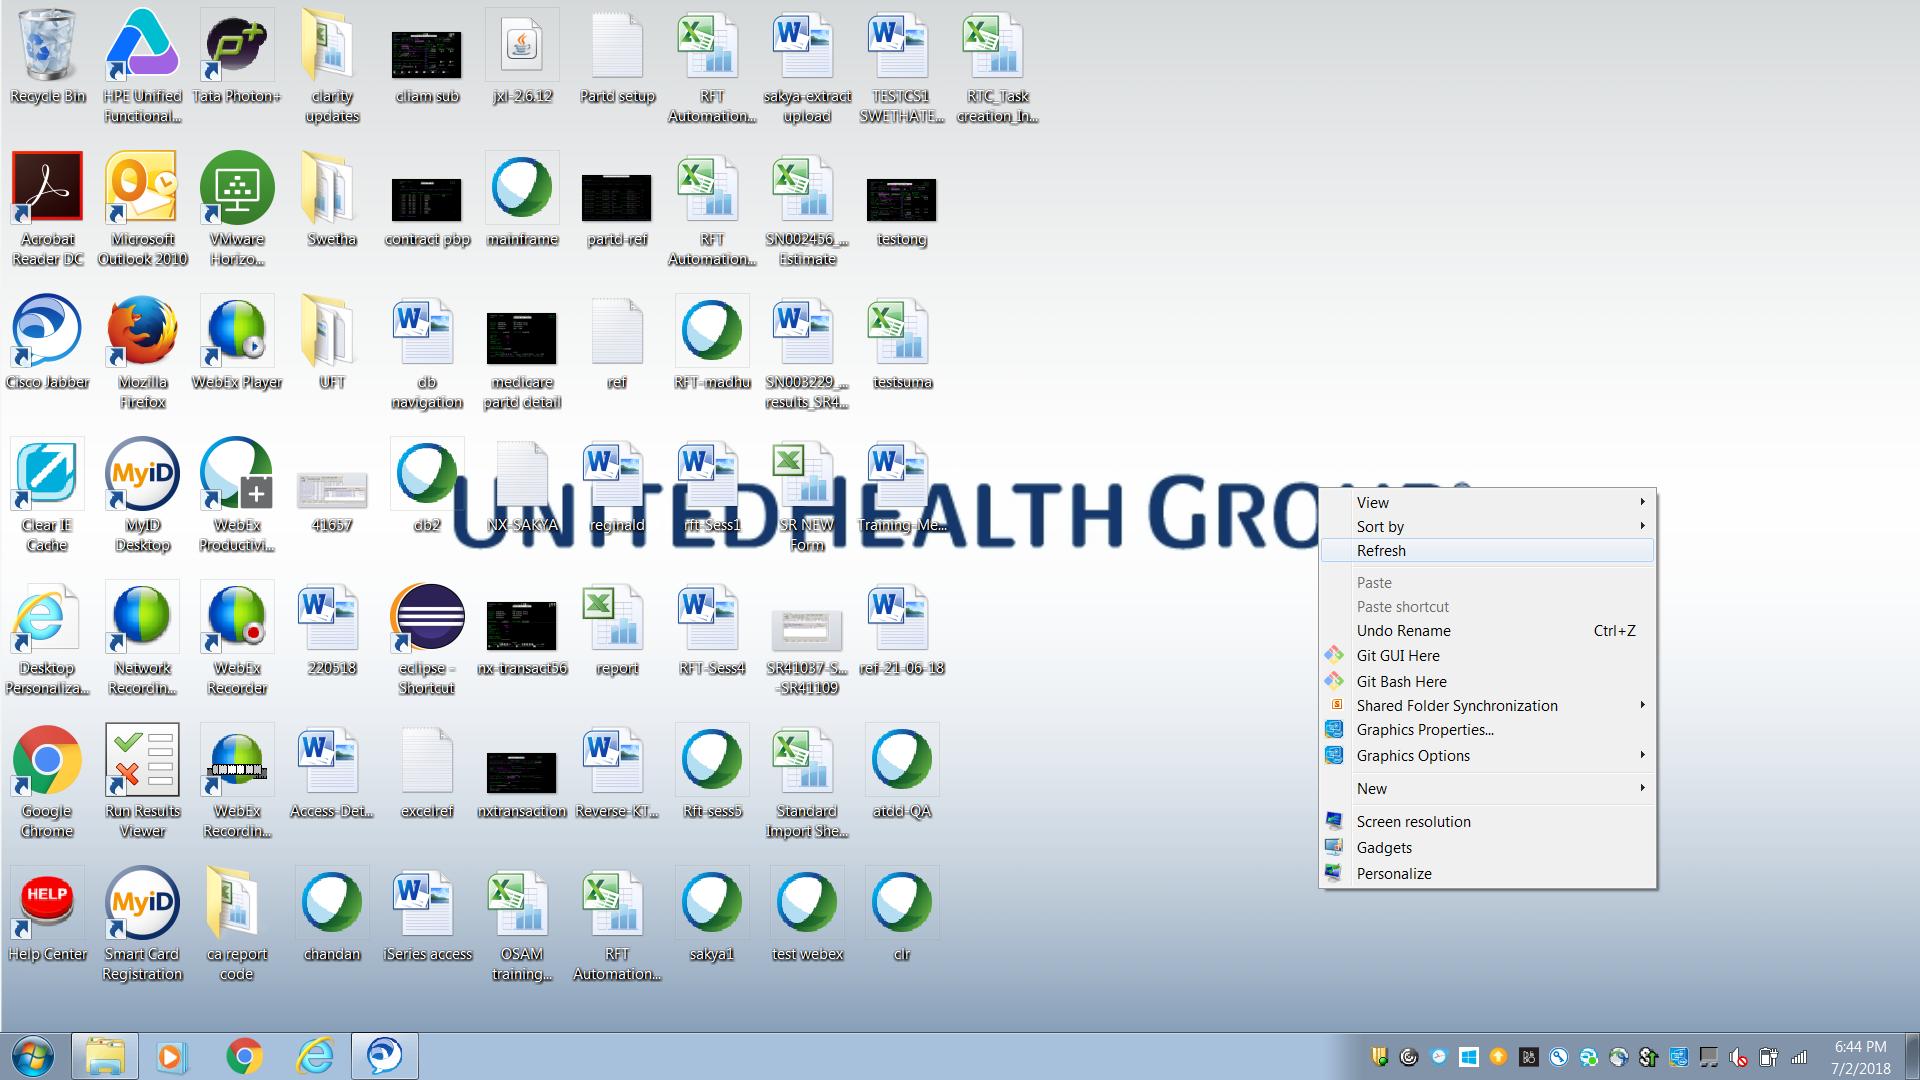 Recycle Bin
HPE Unified
Functional...
Tata Photon+
clarity
updates
cliam sub
jxl-2.6.12
Partd setup
RFT
Automation...
sakya-extract
upload
TESTCS1
SWETHATE...
RTC_Task
creation_In...
Acrobat
Reader DC
Microsoft
Outlook 2010
VMware
Horizo...
Swetha
contract pbp
mainframe
partd-ref
RFT
Automation...
SN002456_...
Estimate
testong
Cisco Jabber
Mozilla
Firefox
WebEx Player
UFT
db
navigation
medicare
partd detail
ref
RFT-madhu
SN003229_...
results_SR4...
testsuma
Clear IE
Cache
MyID
MyID
Desktop
WebEx
Productivi...
41657
db2
NX-SAKYA
reginald
rft-Sess1
SR NEW
Form
Training-Me...
UNITEDHEALTH GRO
Desktop
Personaliza...
Network
Recordin...
WebEx
Recorder
220518
eclipse -
Shortcut
nx-transact56
report
RFT-Sess4
SR41037-S...
-SR41109
ref-21-06-18
Google
Chrome
Run Results
Viewer
WebEx
Recordin...
Access-Det...
excelref
nxtransaction
Reverse-KT...
Rft-sess5
Standard
Import She...
atdd-QA
HELP
Help Center
MyID
Smart Card
Registration
ca report
code
chandan
iSeries access
OSAM
training...
RFT
Automation...
sakya1
test webex
clr
View
Sort by
Refresh
Paste
Paste shortcut
Undo Rename Ctrl+Z
Git GUI Here
Git Bash Here
Shared Folder Synchronization
Graphics Properties...
Graphics Options
New
Screen resolution
Gadgets
Personalize
6:44 PM
7/2/2018